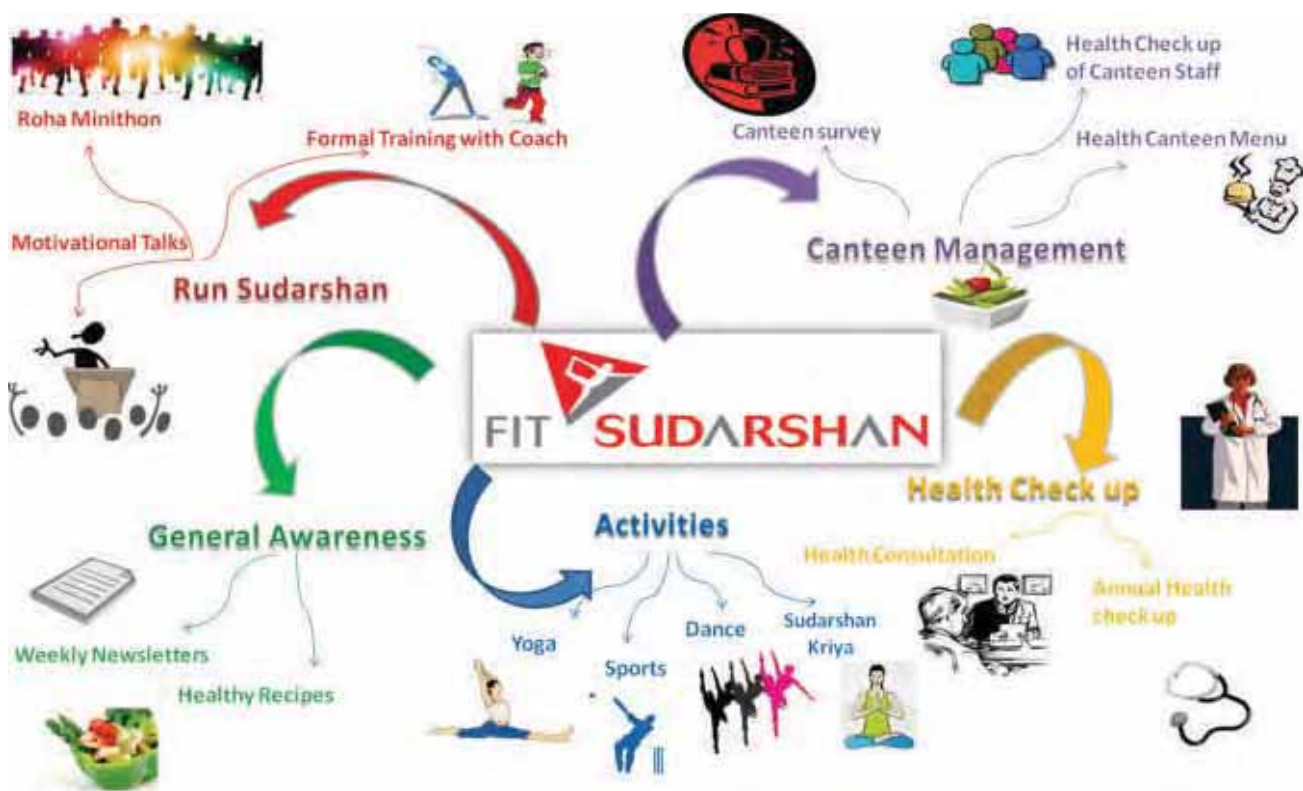 Roha Minithon
Formal Training with Coach
Motivational Talks
Run Sudarshan
Canteen survey
Health Check up
of Canteen Staff
Health Canteen Menu
Canteen Management
FIT SUDARSHAN
General Awareness
Weekly Newsletters
Healthy Recipes
Activities
Yoga
Sports
Dance
Sudarshan
Kriya
Health Check up
Health Consultation
Annual Health
check up